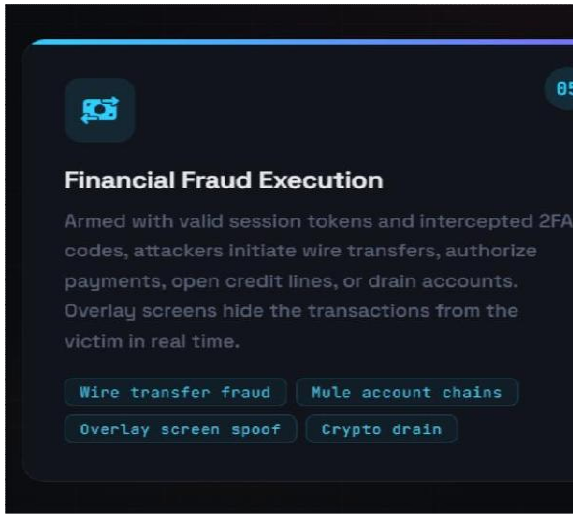 05
Financial Fraud Execution
Armed with valid session tokens and intercepted 2FA
codes, attackers initiate wire transfers, authorize
payments, open credit lines, or drain accounts.
Overlay screens hide the transactions from the
victim in real time.
Wire transfer fraud Mule account chains
Overlay screen spoof Crypto drain